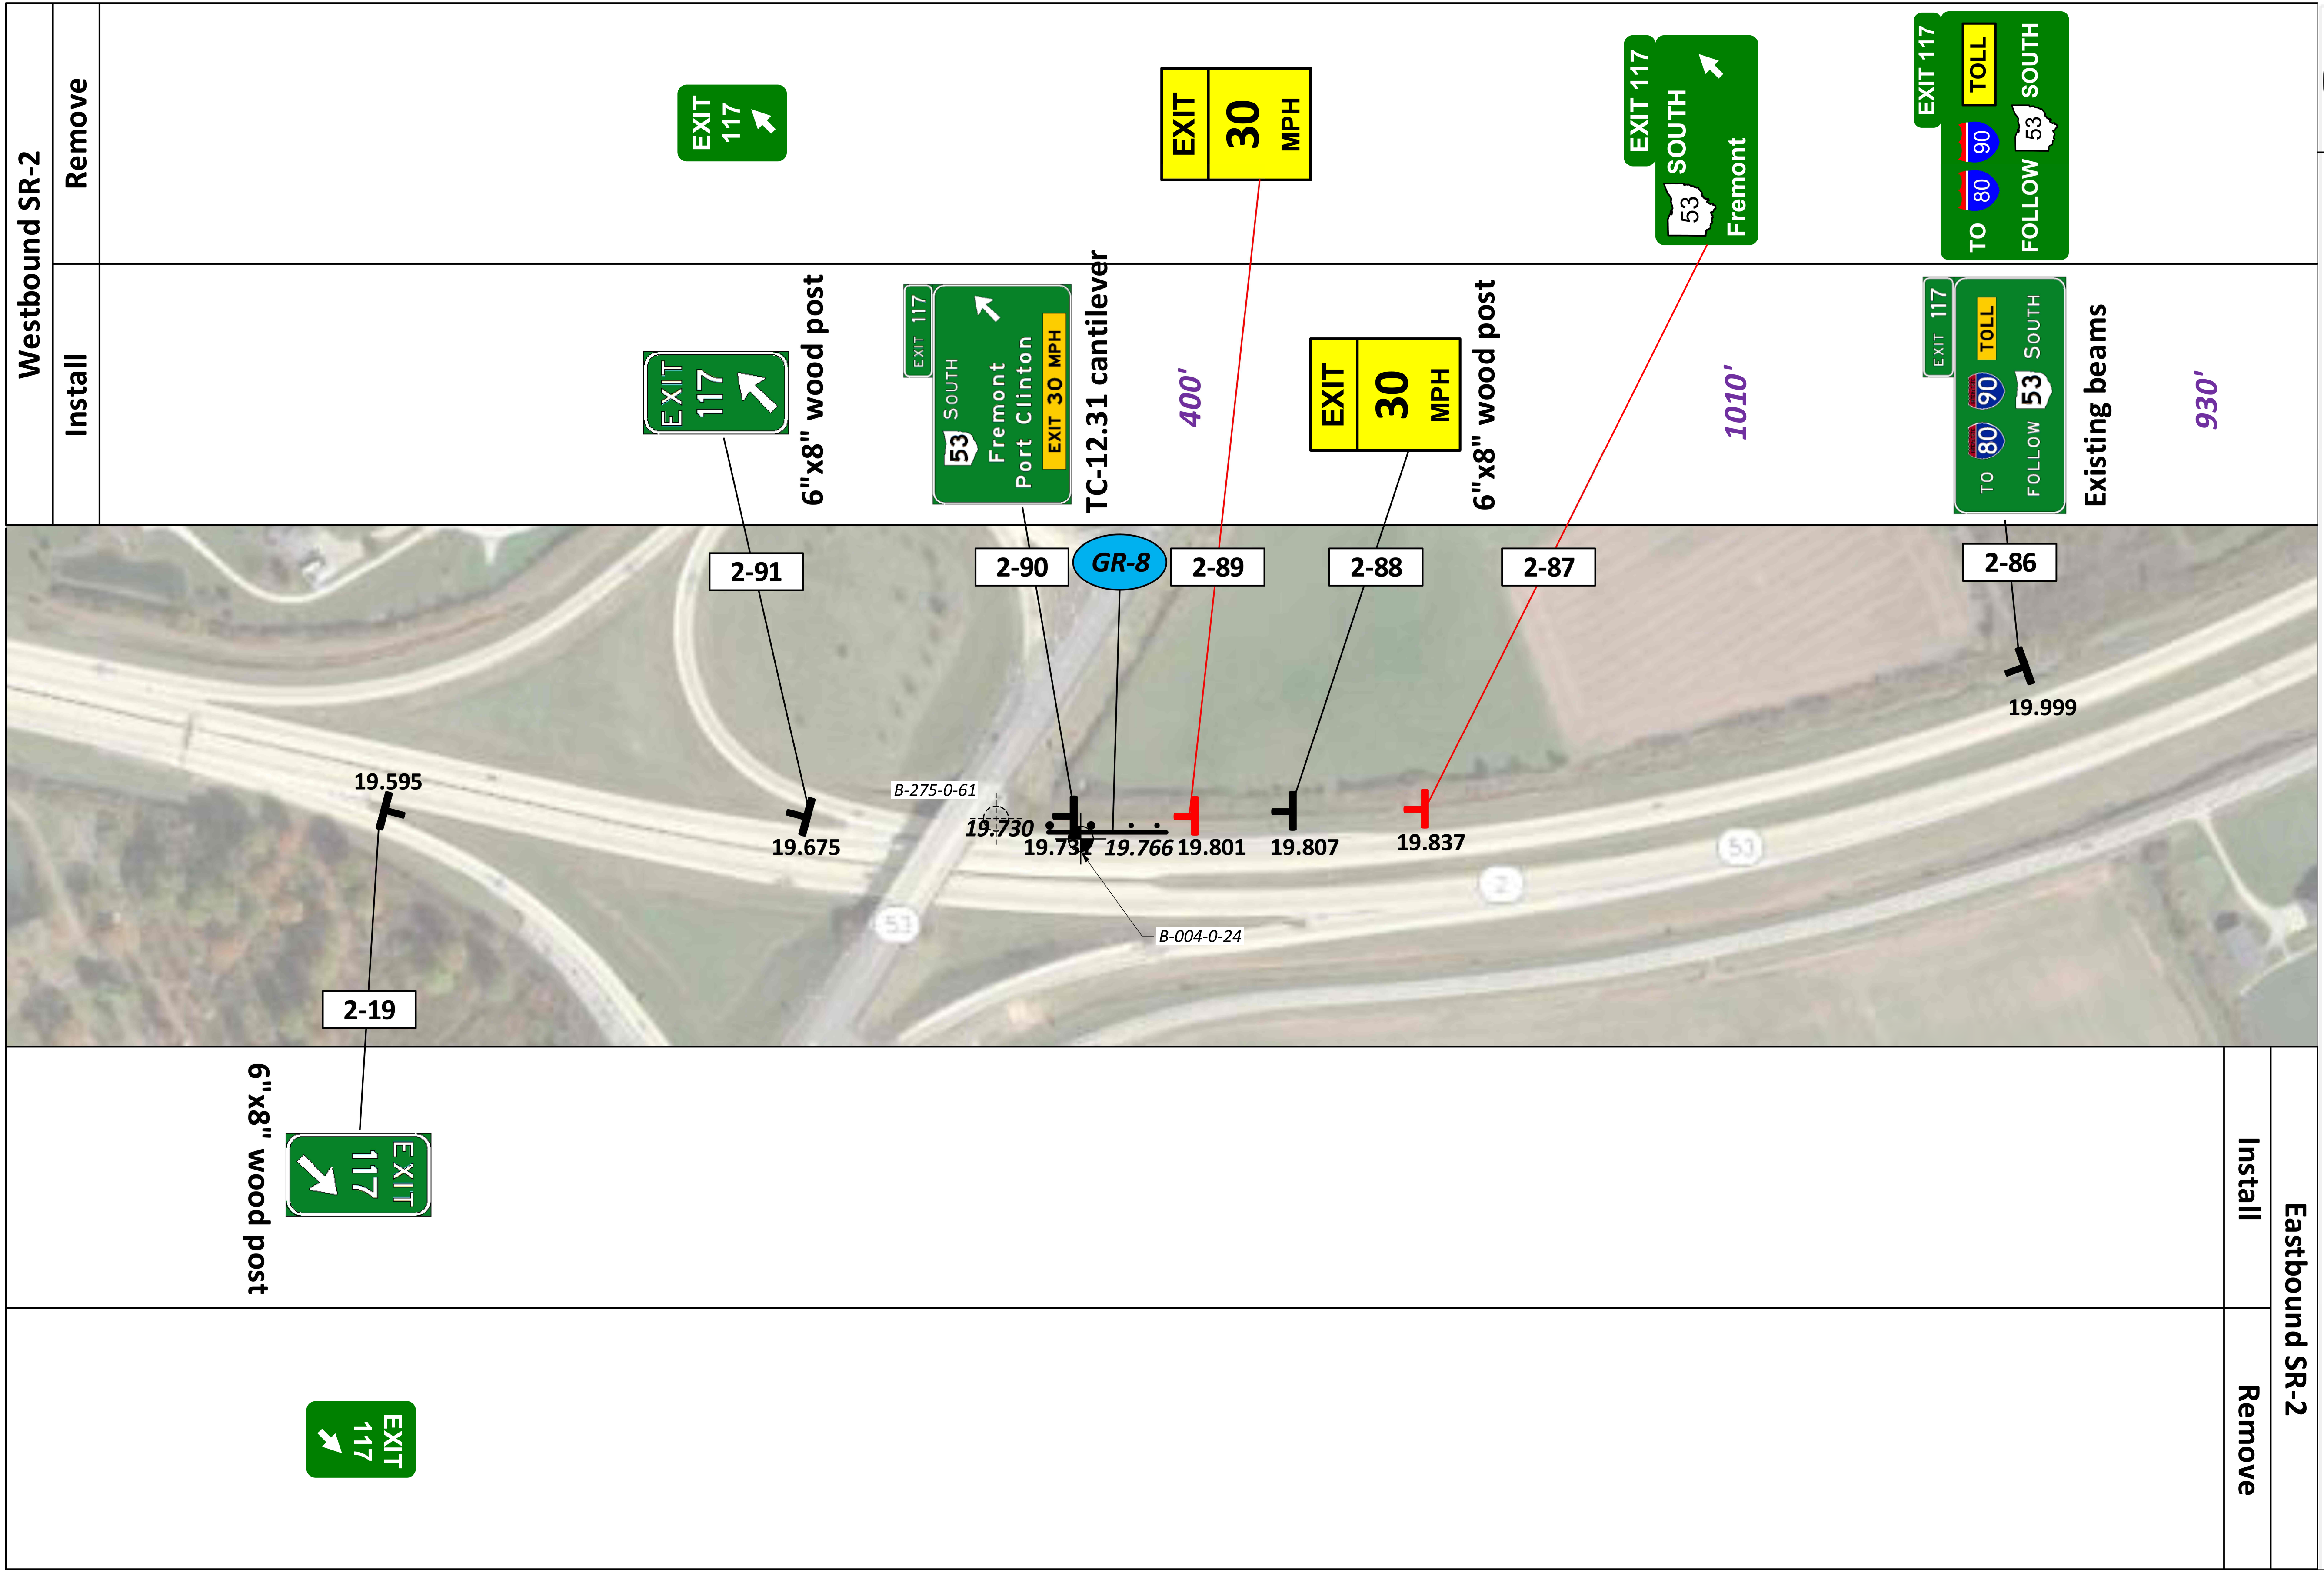 Westbound SR-2
Remove
EXIT
117
EXIT
30
MPH
EXIT 117
53 SOUTH
Fremont
EXIT 117
TO 80 90 TOLL
FOLLOW 53 SOUTH
Install
EXIT
117
6"x8" wood post
EXIT 117
53 SOUTH
Fremont
Port Clinton
EXIT 30 MPH
TC-12.31 cantilever
400'
EXIT
30
MPH
6"x8" wood post
1010'
EXIT 117
TO 80 90 TOLL
FOLLOW 53 SOUTH
Existing beams
930'
2-91
2-90
GR-8
2-89
2-88
2-87
2-86
19.999
19.595
B-275-0-61
19.730
19.675
19.766
19.801
19.807
19.837
53
2
53
B-004-0-24
2-19
Eastbound SR-2
Install
6"x8" wood post
EXIT
117
Remove
EXIT
117